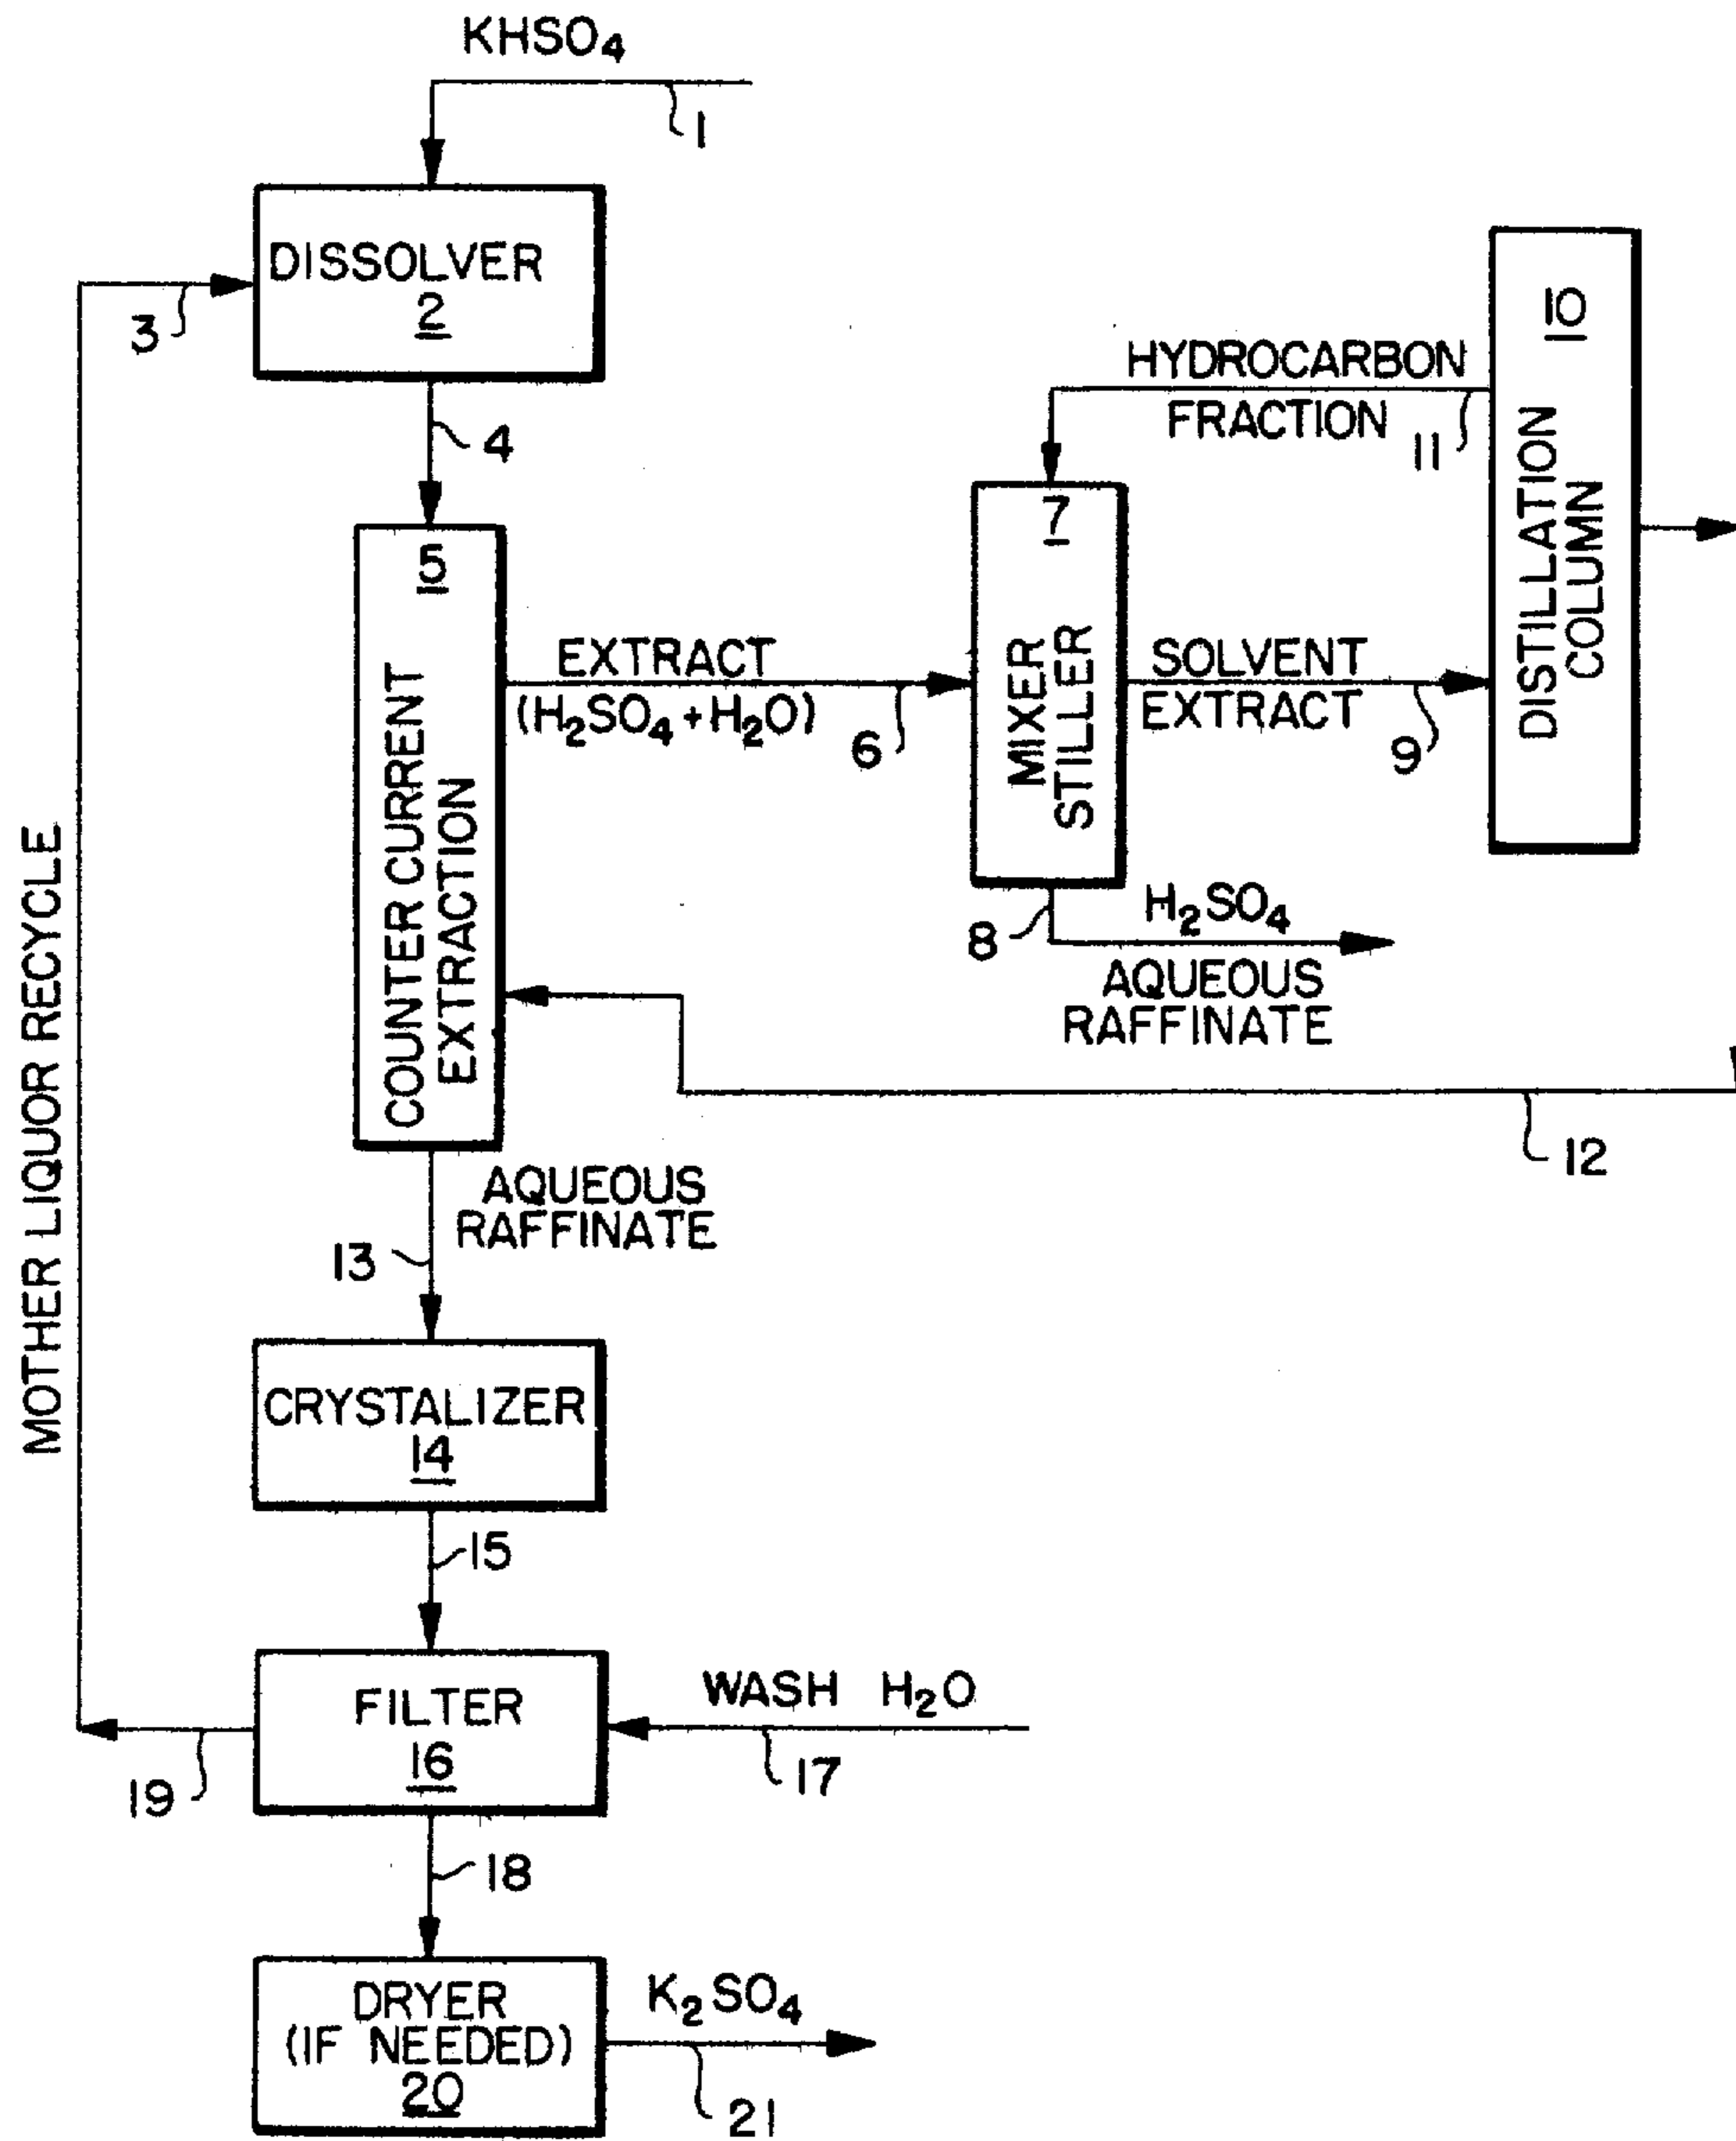 KHSO4
1
DISSOLVER
2
3
4
5
COUNTER CURRENT
EXTRACTION
EXTRACT
(H2SO4 + H2O)
6
7
MIXER
STILLER
HYDROCARBON
FRACTION
11
10
DISTILLATION
COLUMN
SOLVENT
EXTRACT
9
8
H2SO4
AQUEOUS
RAFFINATE
12
AQUEOUS
RAFFINATE
13
MOTHER LIQUOR RECYCLE
CRYSTALIZER
14
15
FILTER
16
WASH H2O
17
19
18
DRYER
(IF NEEDED)
20
K2SO4
21